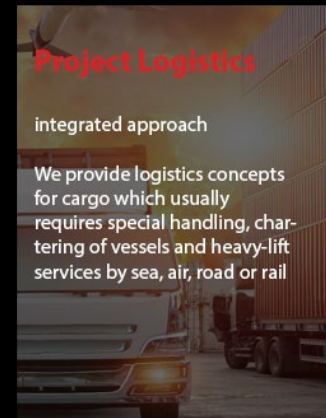 Project Logistics
integrated approach
We provide logistics concepts
for cargo which usually
requires special handling, char-
tering of vessels and heavy-lift
services by sea, air, road or rail